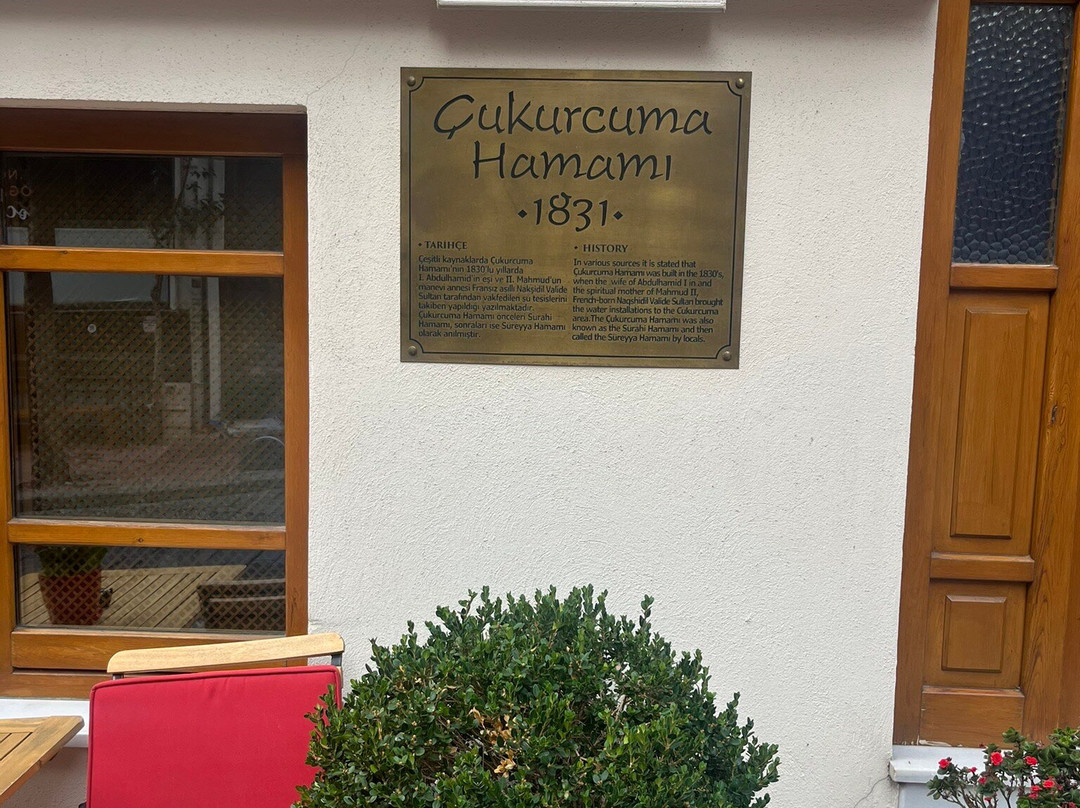 Çukurcuma
Hamamı
•1831•
• TARİHÇE
Çeşitli kaynaklarda Çukurcuma
Hamamı'nın 1830'lu yıllarda
I. Abdulhamid'in eşi ve II. Mahmud'un
manevi annesi Fransız asıllı Nakşidil Valide
Sultan tarafından vakfedilen su tesislerini
takiben yapıldığı yazılmaktadır.
Çukurcuma Hamamı önceleri Surahi
Hamamı, sonraları ise Süreyya Hamamı
olarak anılmıştır.
• HISTORY
In various sources it is stated that
Çukurcuma Hamamı was built in the 1830's,
when the wife of Abdulhamid I in and
the spiritual mother of Mahmud II,
French-born Naqshidil Valide Sultan brought
the water installations to the Cukurcuma
area.The Çukurcuma Hamamı was also
known as the Surahi Hamamı and then
called the Süreyya Hamamı by locals.